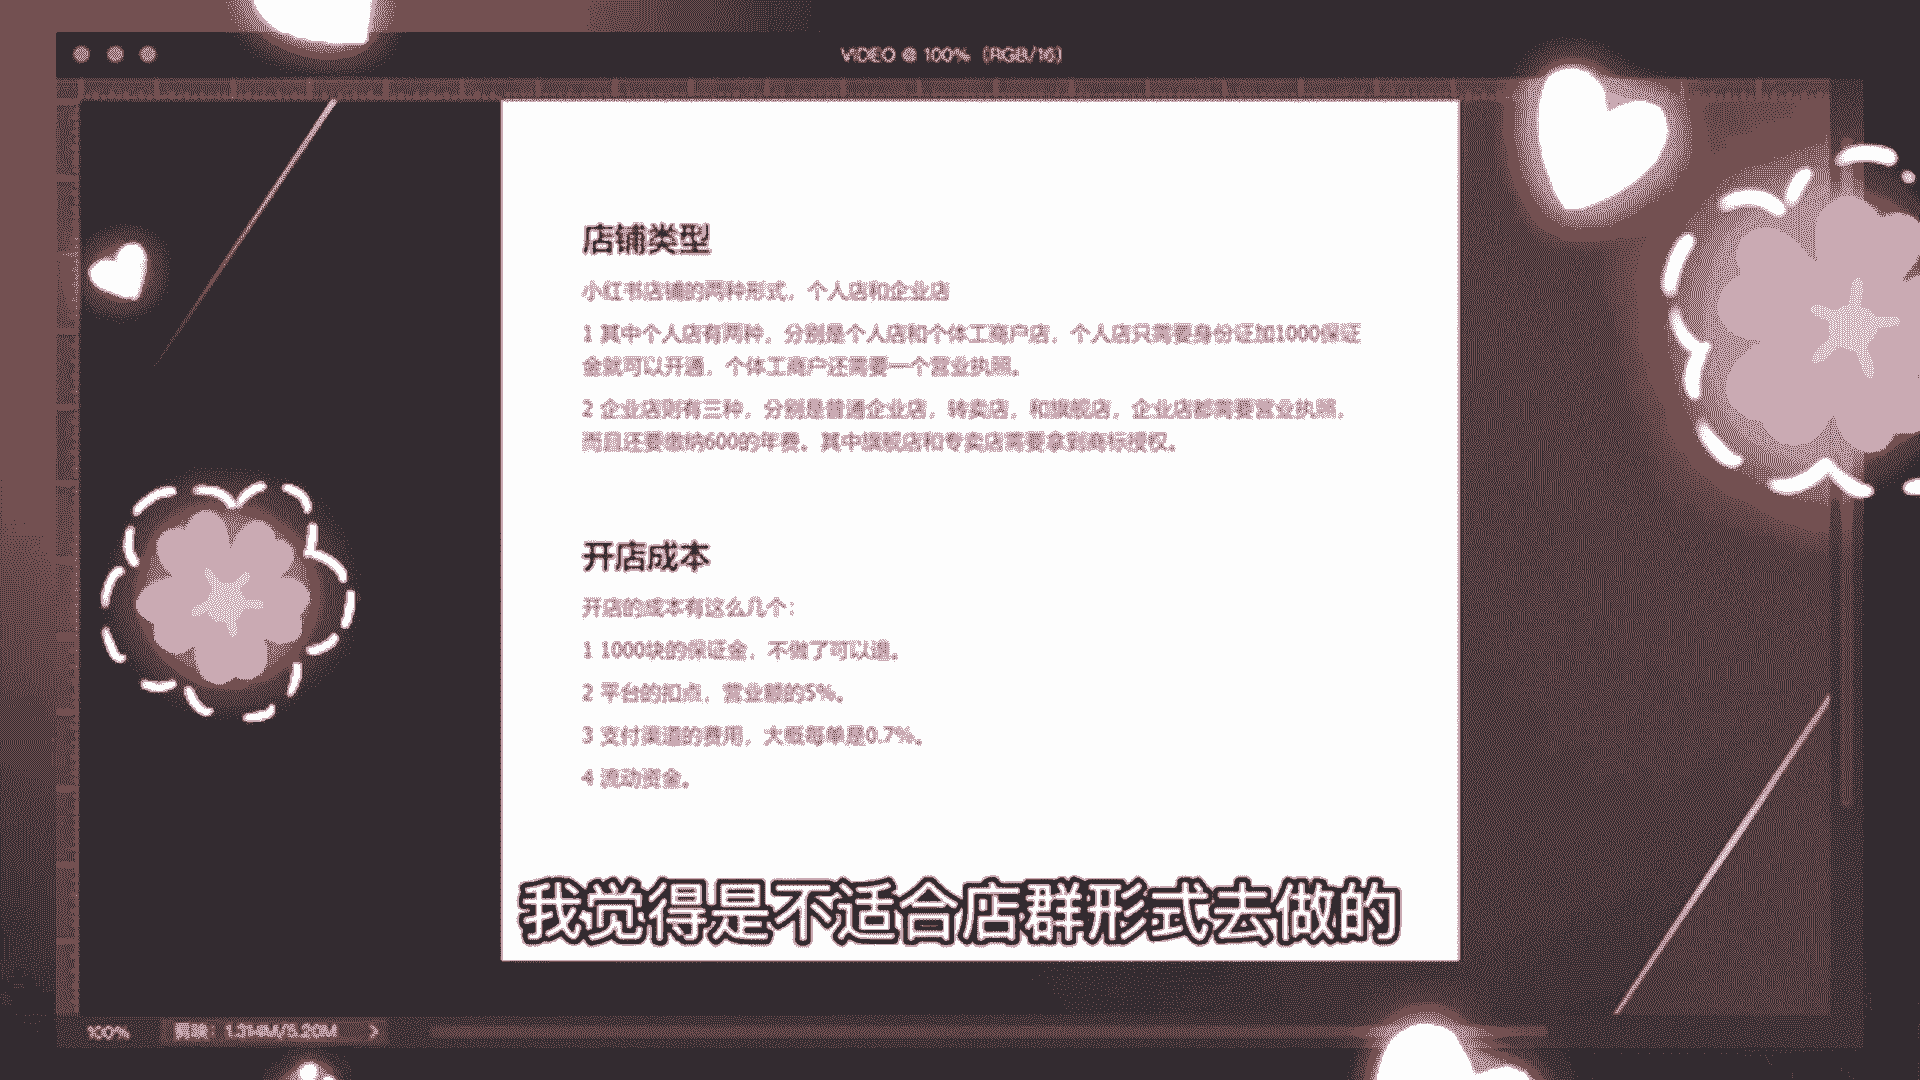 VIDEO @ 100% (RGB/16)
店铺类型
小红书店铺的两种形式，个人店和企业店
1 其中个人店有两种，分别是个人店和个体工商户店，个人店只需要身份证加1000保证
金就可以开通，个体工商户还需要一个营业执照。
2 企业店则有三种，分别是普通企业店，转卖店，和旗舰店，企业店都需要营业执照，
而且还要缴纳600的年费。其中旗舰店和专卖店需要拿到商标授权。
开店成本
开店的成本有这么几个：
1 1000块的保证金，不做了可以退。
2 平台的扣点，营业额的5%。
3 支付渠道的费用，大概每单是0.7%。
4 流动资金。
我觉得是不适合店群形式去做的
100%
剪映：1.314M/5.20M